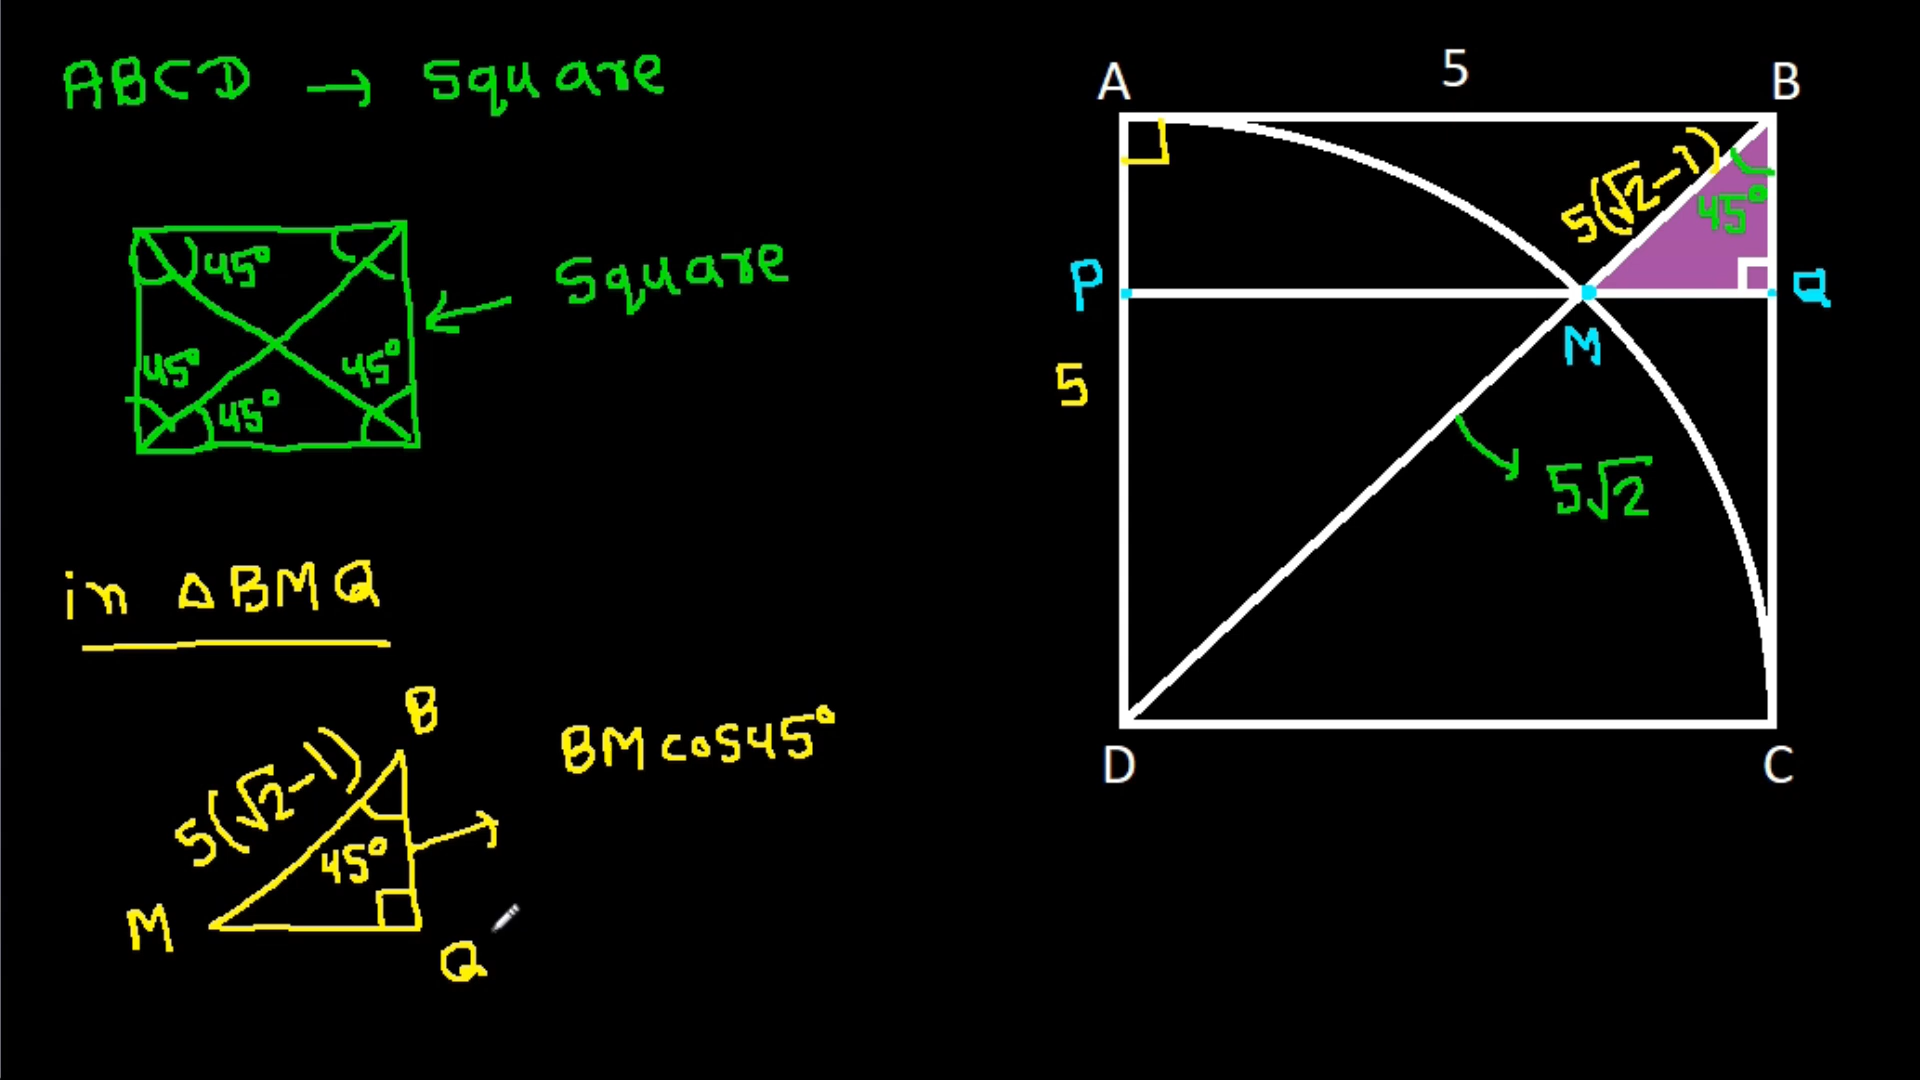 ABCD → Square
45°
Square
45°
45°
45°
in ΔBMQ
B
5(√2-1)
BMcos45°
45°
M
Q
A
5
B
5(√2-1)
45°
P
Q
M
5
5√2
D
C